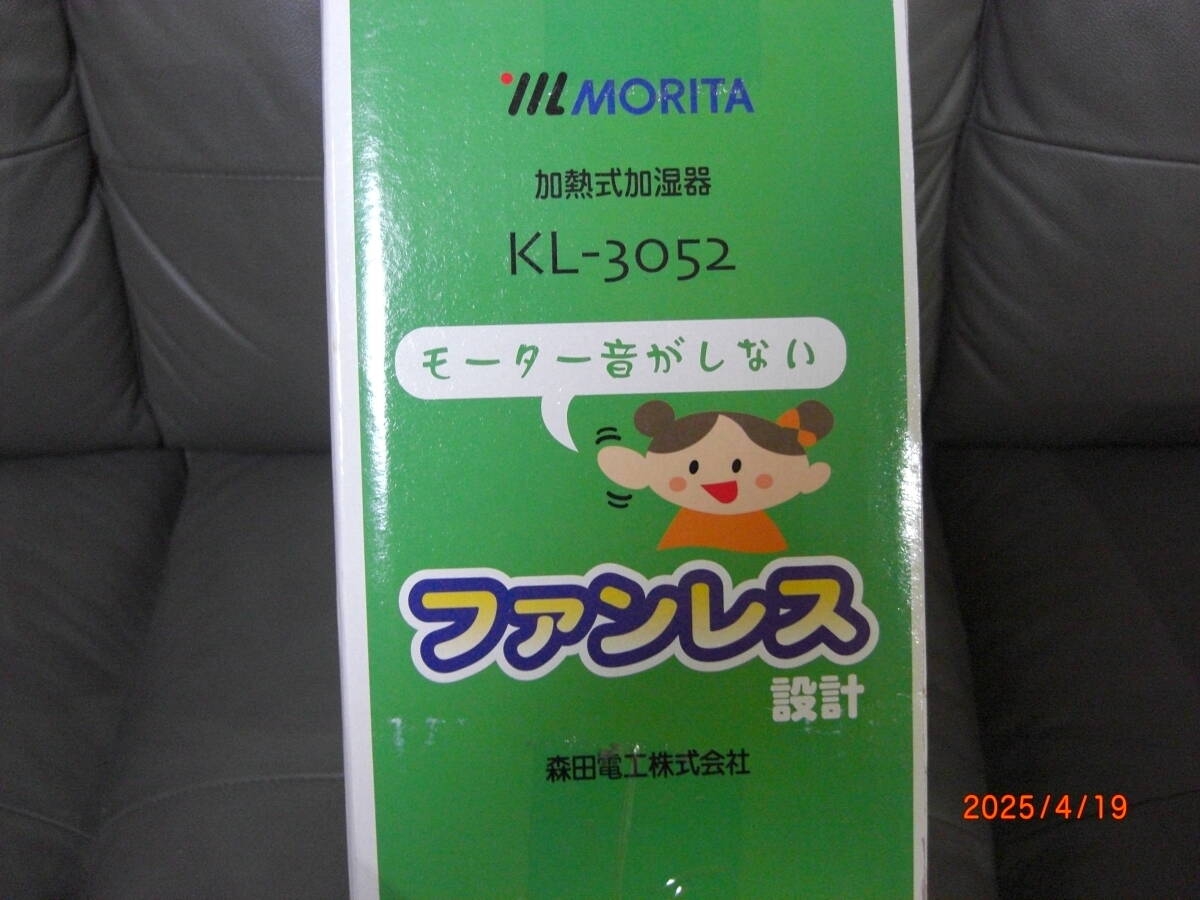 MORITA
加熱式加湿器
KL-3052
モーター音がしない
ファンレス
設計
森田電工株式会社
2025/4/19